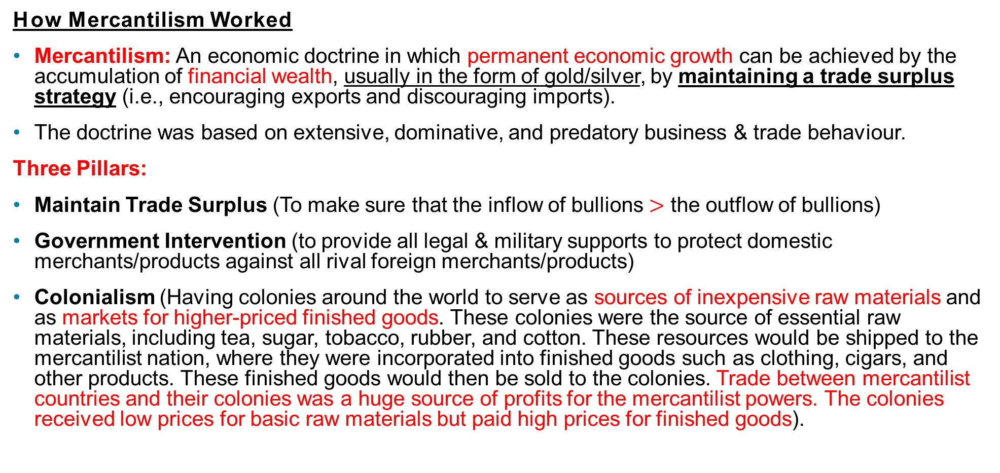 How Mercantilism Worked
• Mercantilism: An economic doctrine in which permanent economic growth can be achieved by the
accumulation of financial wealth, usually in the form of gold/silver, by maintaining a trade surplus
strategy (i.e., encouraging exports and discouraging imports).
• The doctrine was based on extensive, dominative, and predatory business & trade behaviour.
Three Pillars:
• Maintain Trade Surplus (To make sure that the inflow of bullions > the outflow of bullions)
• Government Intervention (to provide all legal & military supports to protect domestic
merchants/products against all rival foreign merchants/products)
• Colonialism (Having colonies around the world to serve as sources of inexpensive raw materials and
as markets for higher-priced finished goods. These colonies were the source of essential raw
materials, including tea, sugar, tobacco, rubber, and cotton. These resources would be shipped to the
mercantilist nation, where they were incorporated into finished goods such as clothing, cigars, and
other products. These finished goods would then be sold to the colonies. Trade between mercantilist
countries and their colonies was a huge source of profits for the mercantilist powers. The colonies
received low prices for basic raw materials but paid high prices for finished goods).